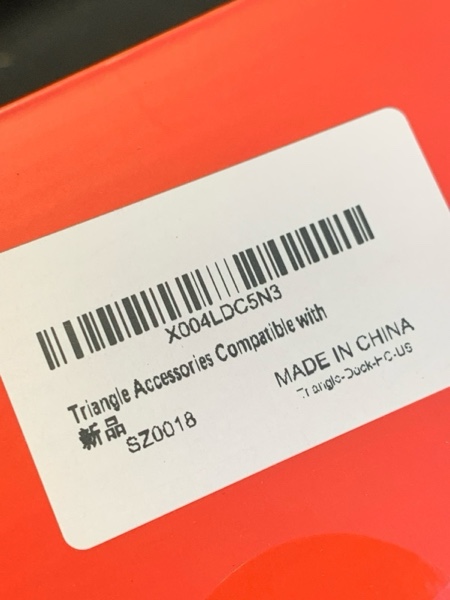 X004LDC5N3
Triangle Accessories Compatible with
新品
SZ0018
MADE IN CHINA